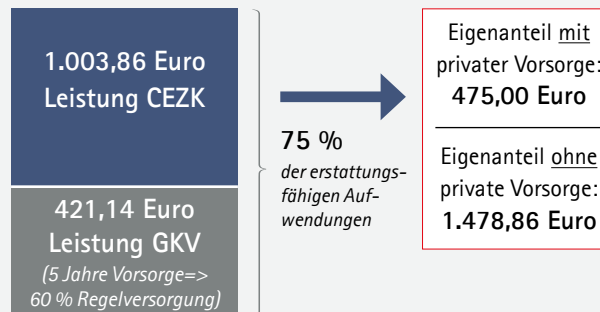 1.003,86 Euro
Leistung CEZK
421,14 Euro
Leistung GKV
(5 Jahre Vorsorge=>
60 % Regelversorgung)
75 %
der erstattungs-
fähigen Auf-
wendungen
Eigenanteil mit
privater Vorsorge:
475,00 Euro
Eigenanteil ohne
private Vorsorge:
1.478,86 Euro